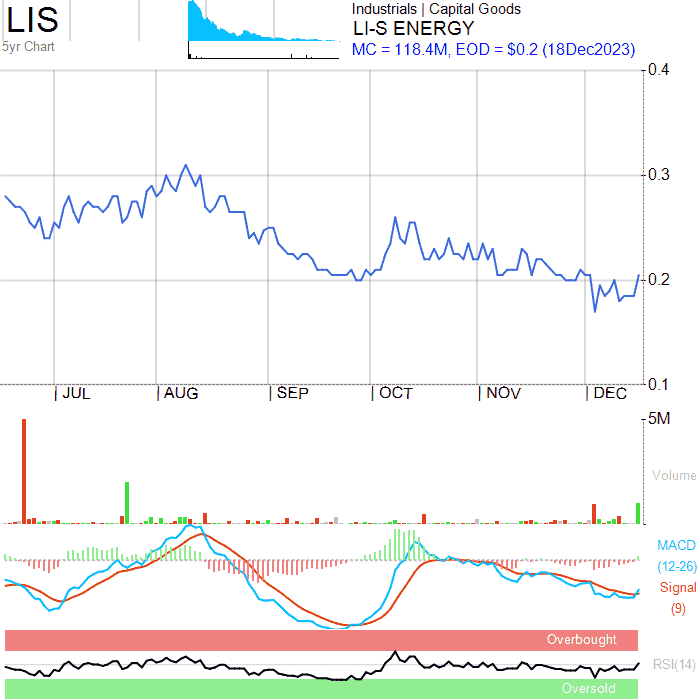 LIS
5yr Chart
Industrials | Capital Goods
LI-S ENERGY
MC = 118.4M, EOD = $0.2 (18Dec2023)
0.4
0.3
0.2
0.1
| JUL | AUG | SEP | OCT | NOV | DEC
5M
Volume
MACD
(12-26)
Signal
(9)
Overbought
RSI(14)
Oversold